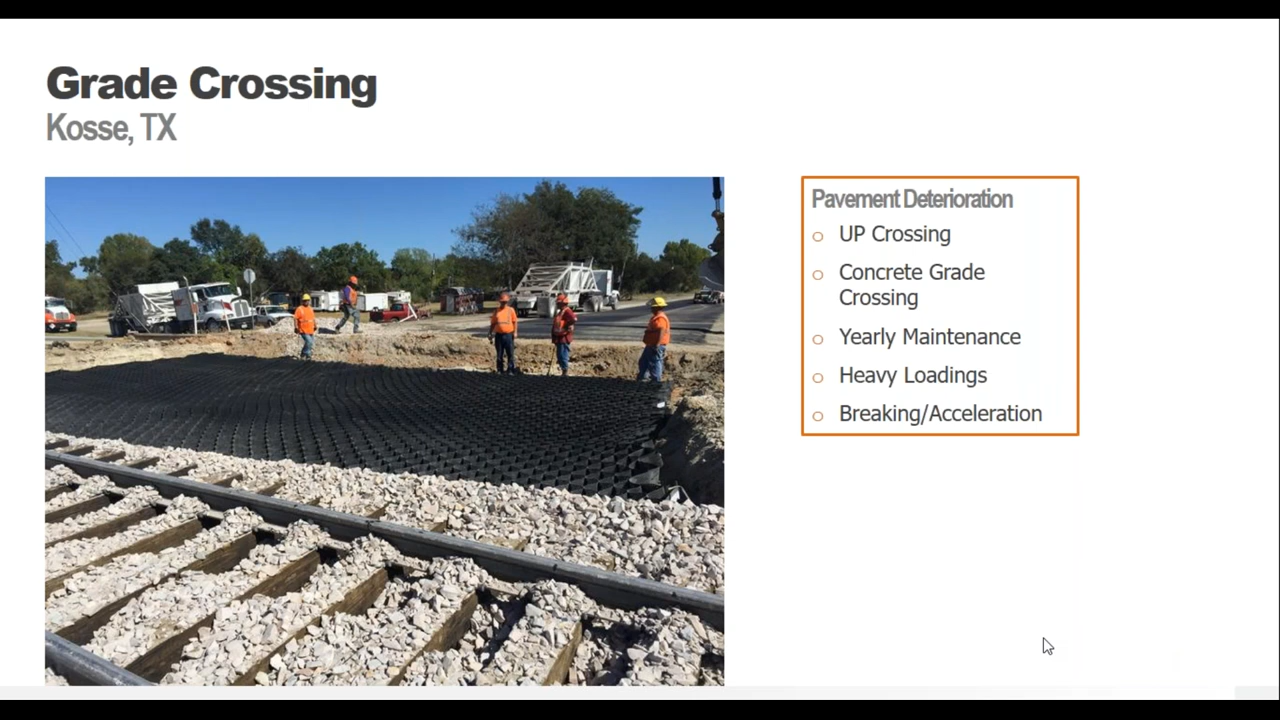 Grade Crossing
Kosse, TX
Pavement Deterioration
o UP Crossing
o Concrete Grade
Crossing
o Yearly Maintenance
o Heavy Loadings
o Breaking/Acceleration